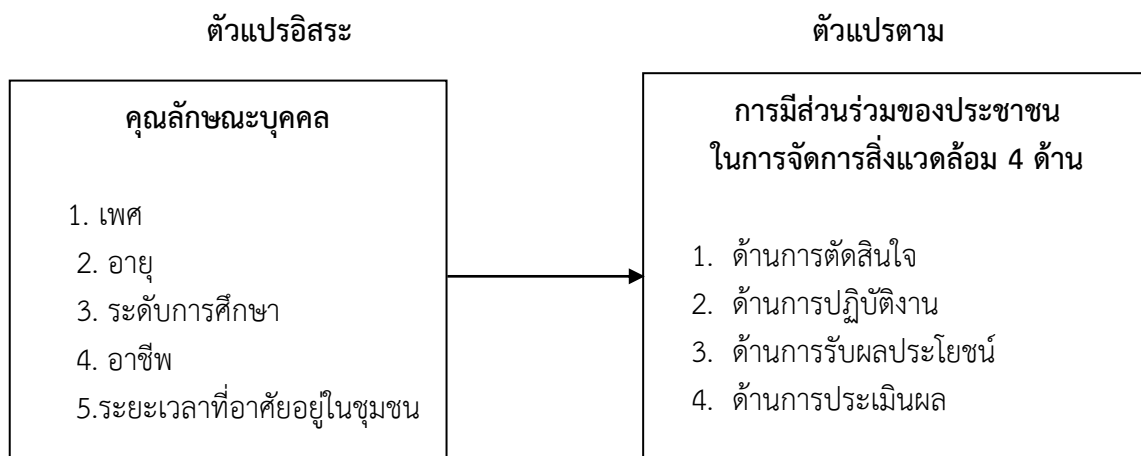 ตัวแปรอิสระ
ตัวแปรตาม
คุณลักษณะบุคคล
1. เพศ
2. อายุ
3. ระดับการศึกษา
4. อาชีพ
5.ระยะเวลาที่อาศัยอยู่ในชุมชน
การมีส่วนร่วมของประชาชน
ในการจัดการสิ่งแวดล้อม 4 ด้าน
1. ด้านการตัดสินใจ
2. ด้านการปฏิบัติงาน
3. ด้านการรับผลประโยชน์
4. ด้านการประเมินผล